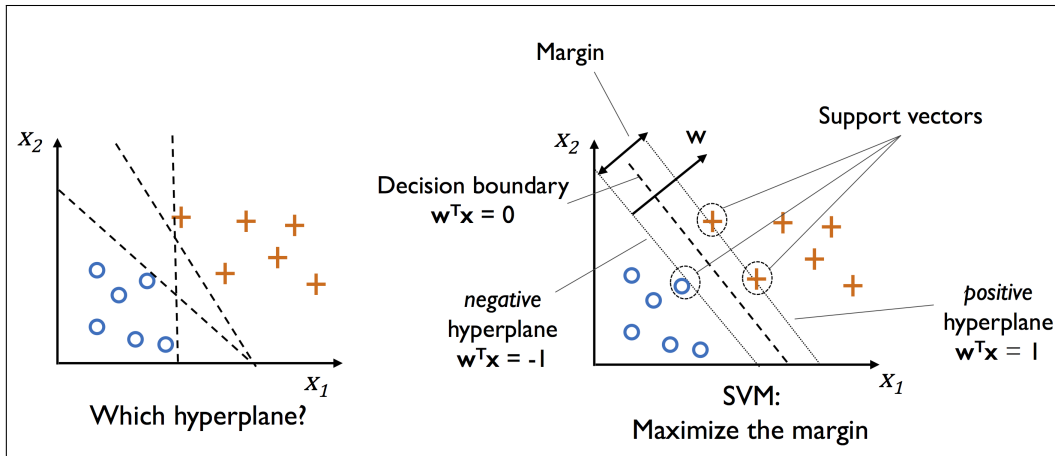 x₂
x₁
Which hyperplane?
Margin
x₂
w
Support vectors
Decision boundary
wᵀx = 0
negative
hyperplane
wᵀx = -1
positive
hyperplane
wᵀx = 1
x₁
SVM:
Maximize the margin